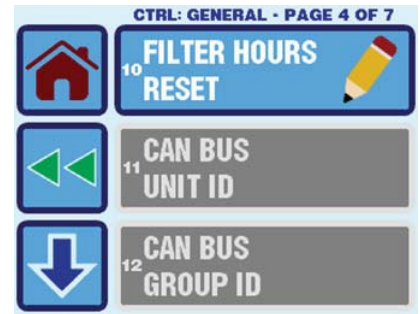 CTRL: GENERAL - PAGE 4 OF 7
10 FILTER HOURS
RESET
11 CAN BUS
UNIT ID
12 CAN BUS
GROUP ID